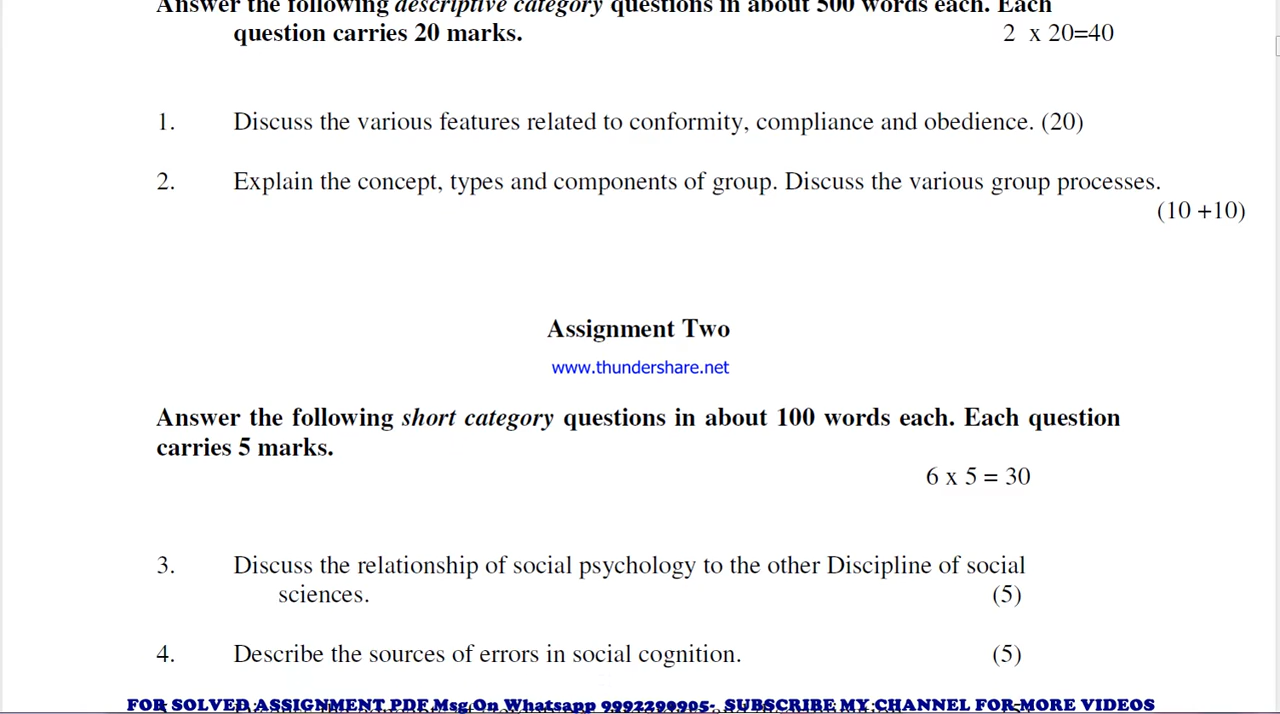 Answer the following descriptive category questions in about 500 words each. Each
question carries 20 marks. 2 x 20=40
1. Discuss the various features related to conformity, compliance and obedience. (20)
2. Explain the concept, types and components of group. Discuss the various group processes.
(10 +10)
Assignment Two
www.thundershare.net
Answer the following short category questions in about 100 words each. Each question
carries 5 marks.
6 x 5 = 30
3. Discuss the relationship of social psychology to the other Discipline of social
sciences. (5)
4. Describe the sources of errors in social cognition. (5)
FOR SOLVED ASSIGNMENT PDF Msg On Whatsapp 9992299905- SUBSCRIBE MY CHANNEL FOR MORE VIDEOS